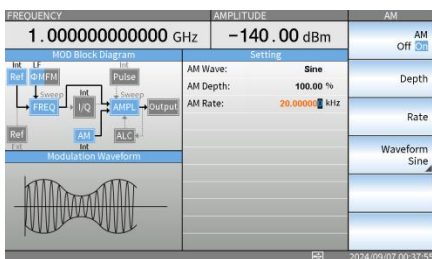 FREQUENCY
AMPLITUDE
AM
1.000000000000 GHz
-140.00 dBm
AM
Off On
MOD Block Diagram
Setting
Int
LF
Int
Ref
ΦM
FM
Pulse
Sweep
Int
Sweep
FREQ
I/Q
AMPL
Output
Ref
AM
ALC
Ext
Int
AM Wave:
Sine
AM Depth:
100.00 %
AM Rate:
20.000000 kHz
Depth
Rate
Waveform
Sine
Modulation Waveform
2024/09/07 00:37:55